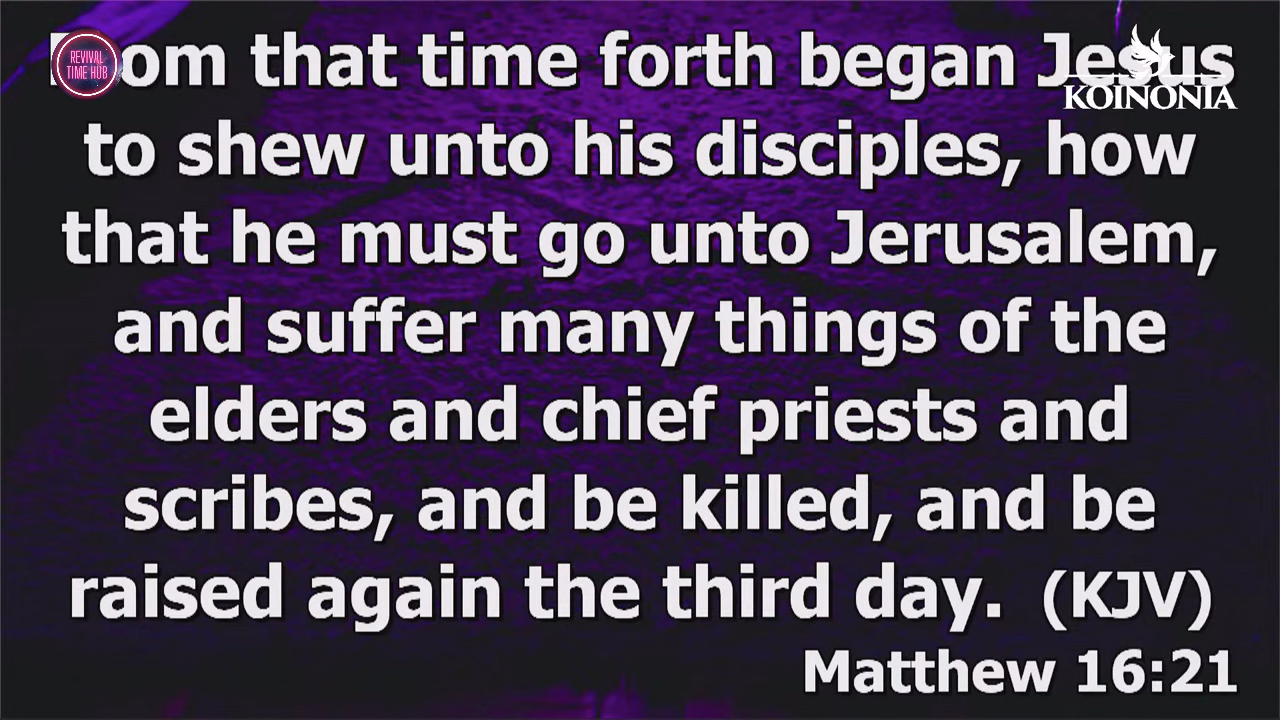 om that time forth began Jesus
to shew unto his disciples, how
that he must go unto Jerusalem,
and suffer many things of the
elders and chief priests and
scribes, and be killed, and be
raised again the third day. (KJV)
Matthew 16:21
REVIVAL
TIME HUB
KOINONIA